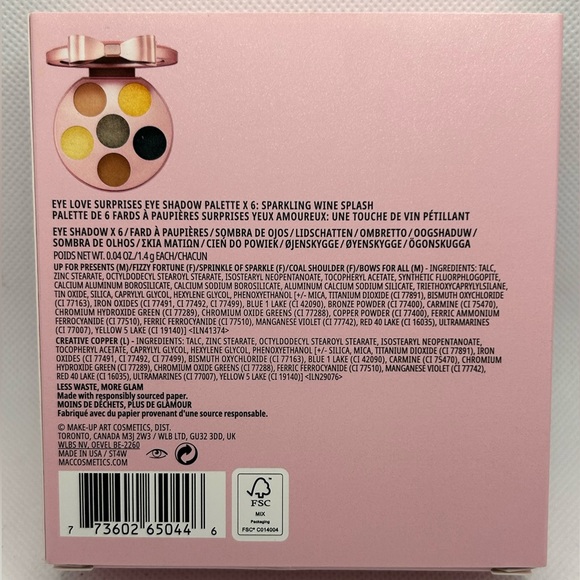 EYE LOVE SURPRISES EYE SHADOW PALETTE X 6: SPARKLING WINE SPLASH
PALETTE DE 6 FARDS À PAUPIÈRES SURPRISES YEUX AMOUREUX: UNE TOUCHE DE VIN PÉTILLANT
EYE SHADOW X 6 / FARD À PAUPIÈRES / SOMBRA DE OJOS / LIDSCHATTEN / OMBRETTO / OOGSHADUW /
SOMBRA DE OLHOS / ΣΚΙΑ ΜΑΤΙΩΝ / CIEN DO POWIEK / ØJENSKYGGE / ØYENSKYGGE / ÖGONSKUGGA
POIDS NET WT. 0.04 OZ./1.4 g EACH/CHACUN
UP FOR PRESENTS (M)/FIZZY FORTUNE (F)/SPRINKLE OF SPARKLE (F)/COAL SHOULDER (F)/BOWS FOR ALL (M) - INGREDIENTS: TALC,
ZINC STEARATE, OCTYLDODECYL STEAROYL STEARATE, ISOSTEARYL NEOPENTANOATE, TOCOPHERYL ACETATE, SYNTHETIC FLUORPHLOGOPITE,
CALCIUM ALUMINUM BOROSILICATE, CALCIUM SODIUM BOROSILICATE, ALUMINUM CALCIUM SODIUM SILICATE, TRIETHOXYCAPRYLYLSILANE,
TIN OXIDE, SILICA, CAPRYLYL GLYCOL, HEXYLENE GLYCOL, PHENOXYETHANOL [+/- MICA, TITANIUM DIOXIDE (CI 77891), BISMUTH OXYCHLORIDE
(CI 77163), IRON OXIDES (CI 77491, CI 77492, CI 77499), BLUE 1 LAKE (CI 42090), BRONZE POWDER (CI 77400), CARMINE (CI 75470),
CHROMIUM HYDROXIDE GREEN (CI 77289), CHROMIUM OXIDE GREENS (CI 77288), COPPER POWDER (CI 77400), FERRIC AMMONIUM
FERROCYANIDE (CI 77510), FERRIC FERROCYANIDE (CI 77510), MANGANESE VIOLET (CI 77742), RED 40 LAKE (CI 16035), ULTRAMARINES
(CI 77007), YELLOW 5 LAKE (CI 19140)] <ILN41374>
CREATIVE COPPER (L) - INGREDIENTS: TALC, ZINC STEARATE, OCTYLDODECYL STEAROYL STEARATE, ISOSTEARYL NEOPENTANOATE,
TOCOPHERYL ACETATE, CAPRYLYL GLYCOL, HEXYLENE GLYCOL, PHENOXYETHANOL [+/- SILICA, MICA, TITANIUM DIOXIDE (CI 77891), IRON
OXIDES (CI 77491, CI 77492, CI 77499), BISMUTH OXYCHLORIDE (CI 77163), BLUE 1 LAKE (CI 42090), CARMINE (CI 75470), CHROMIUM
HYDROXIDE GREEN (CI 77289), CHROMIUM OXIDE GREENS (CI 77288), FERRIC FERROCYANIDE (CI 77510), MANGANESE VIOLET (CI 77742),
RED 40 LAKE (CI 16035), ULTRAMARINES (CI 77007), YELLOW 5 LAKE (CI 19140)] <ILN29076>
LESS WASTE, MORE GLAM
Made with responsibly sourced paper.
MOINS DE DÉCHETS, PLUS DE GLAMOUR
Fabriqué avec du papier provenant d'une source responsable.
© MAKE-UP ART COSMETICS, DIST.
TORONTO, CANADA M3J 2W3 / WLB LTD, GU32 3DD, UK
WLBS NV, OEVEL BE-2260
MADE IN USA / ST4W
MACCOSMETICS.COM
7 73602 65044 6
FSC
MIX
Packaging
FSC® C014004